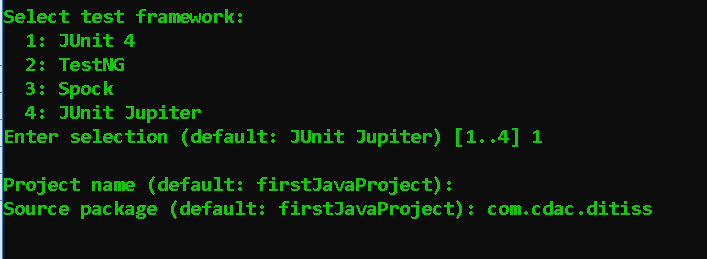 Select test framework:
  1: JUnit 4
  2: TestNG
  3: Spock
  4: JUnit Jupiter
Enter selection (default: JUnit Jupiter) [1..4] 1
Project name (default: firstJavaProject):
Source package (default: firstJavaProject): com.cdac.ditiss